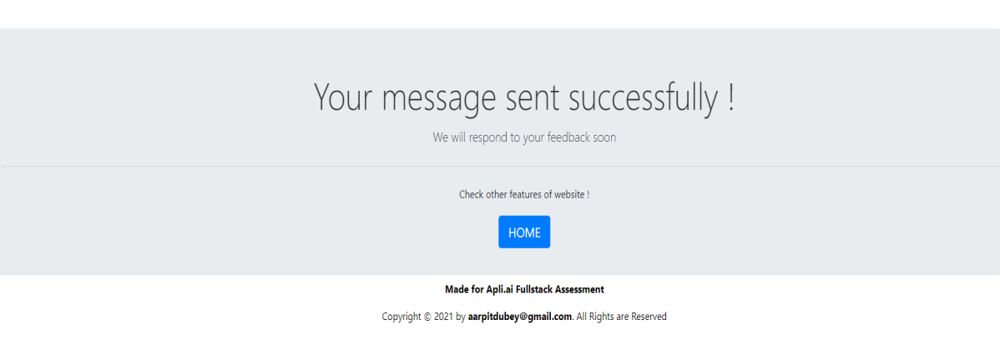 Your message sent successfully !
We will respond to your feedback soon
Check other features of website !
HOME
Made for Apli.ai Fullstack Assessment
Copyright © 2021 by aarpitdubey@gmail.com. All Rights are Reserved